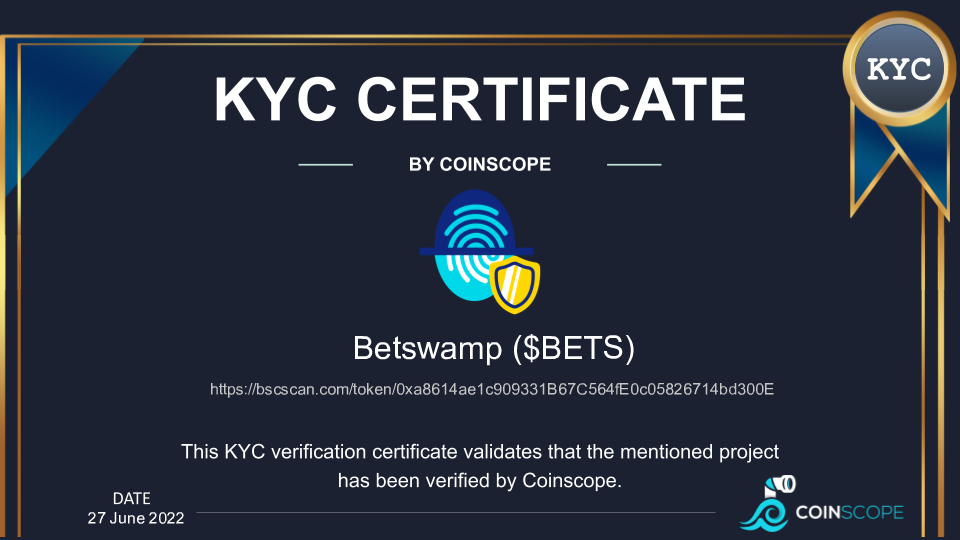 KYC
KYC CERTIFICATE
BY COINSCOPE
Betswamp ($BETS)
https://bscscan.com/token/0xa8614ae1c909331B67C564fE0c05826714bd300E
This KYC verification certificate validates that the mentioned project
has been verified by Coinscope.
DATE
27 June 2022
COINSCOPE